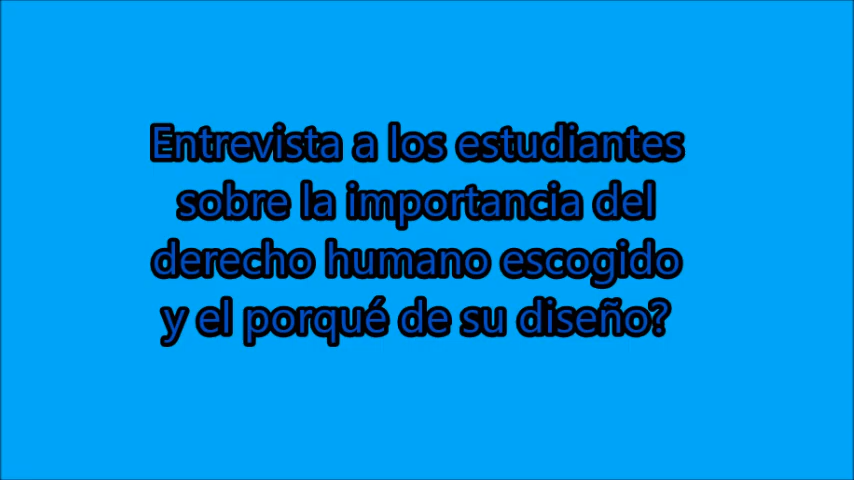 Entrevista a los estudiantes
sobre la importancia del
derecho humano escogido
y el porqué de su diseño?